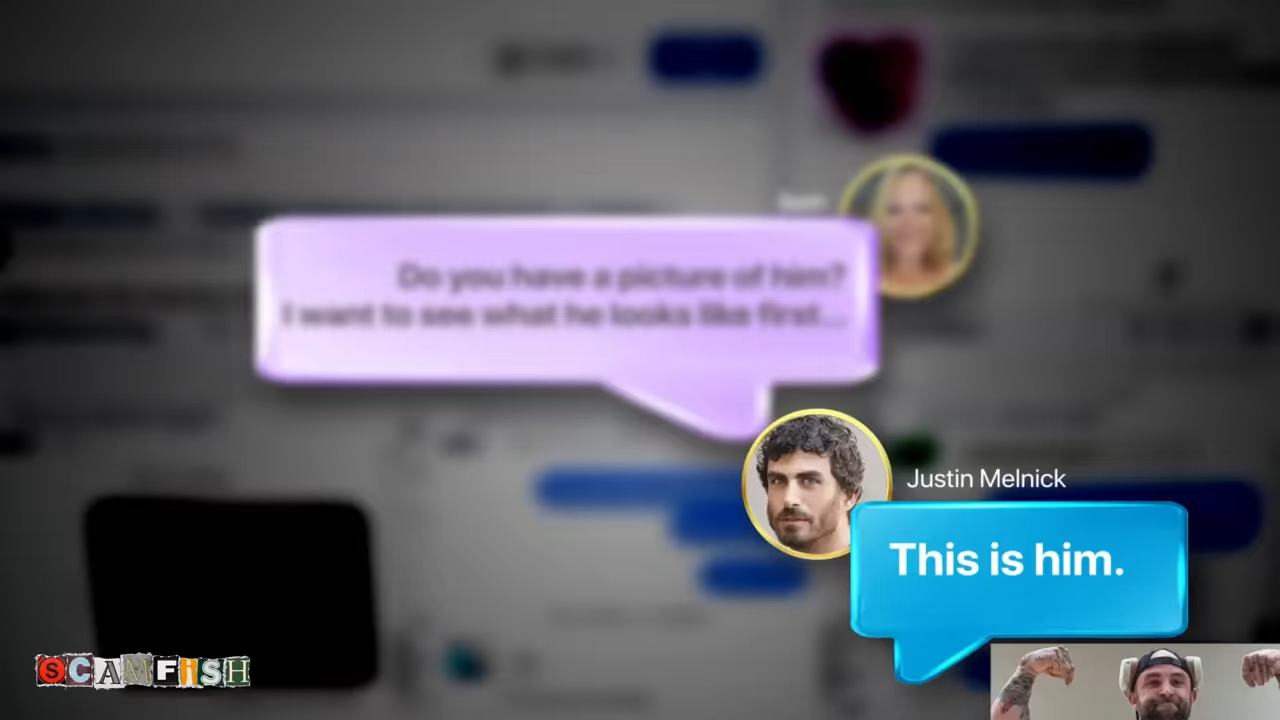 Do you have a picture of him?
I want to see what he looks like first...
Justin Melnick
This is him.
SCAMFISH